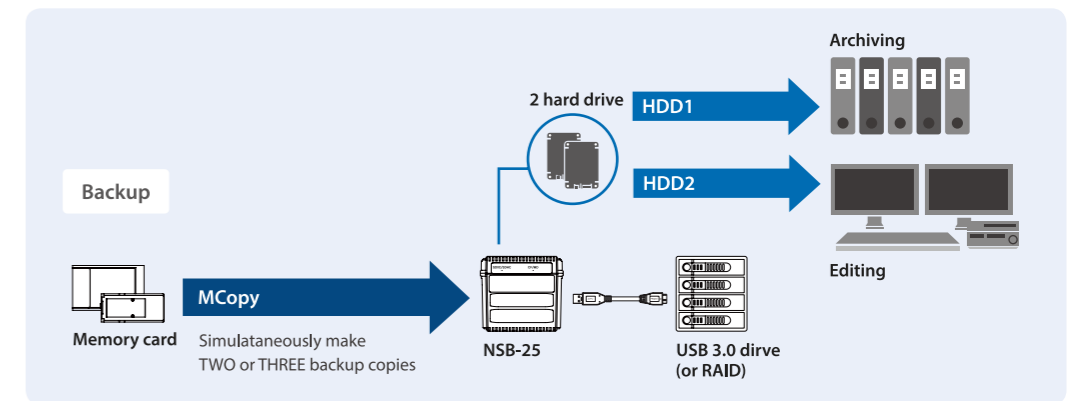 Archiving
2 hard drive
HDD1
HDD2
Backup
Editing
MCopy
Memory card
Simulataneously make
TWO or THREE backup copies
NSB-25
USB 3.0 dirve
(or RAID)